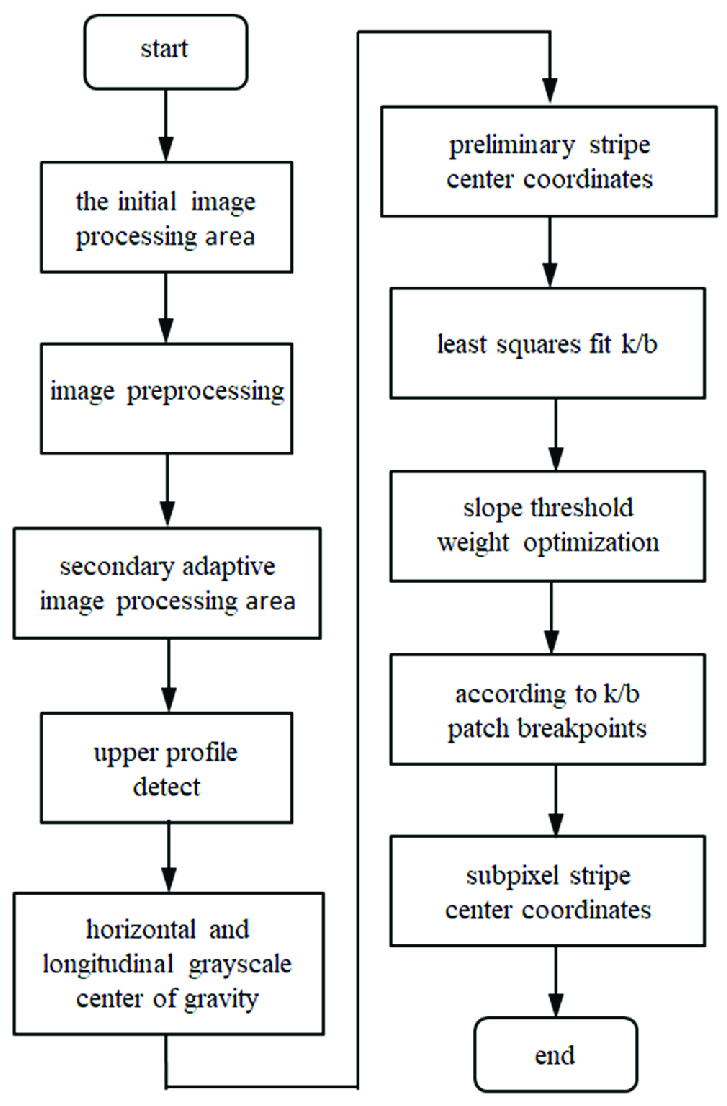 start
the initial image
processing area
image preprocessing
secondary adaptive
image processing area
upper profile
detect
horizontal and
longitudinal grayscale
center of gravity
preliminary stripe
center coordinates
least squares fit k/b
slope threshold
weight optimization
according to k/b
patch breakpoints
subpixel stripe
center coordinates
end